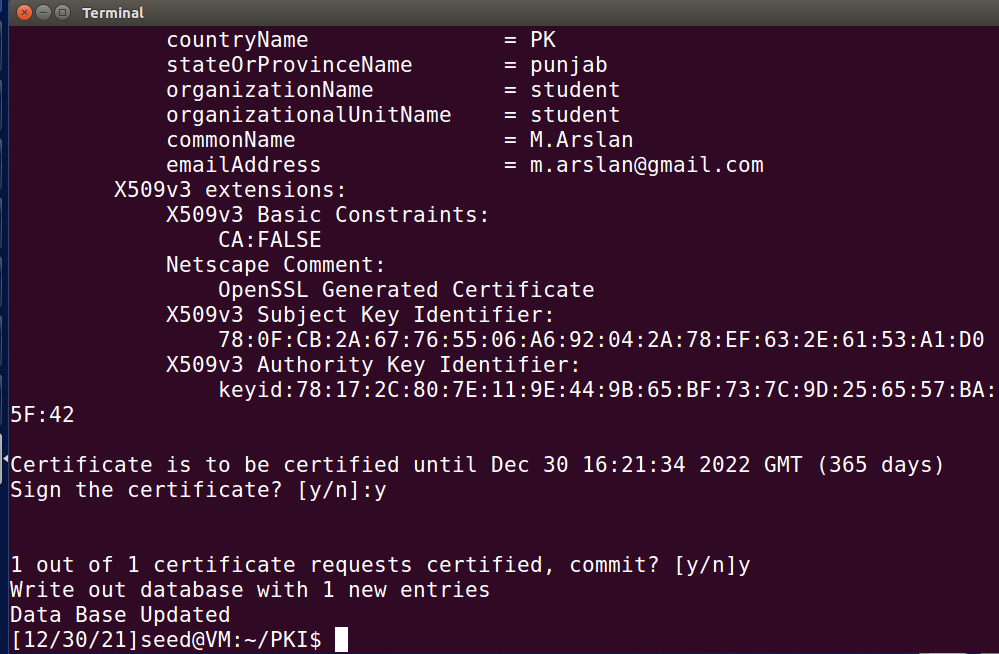 Terminal
countryName = PK
stateOrProvinceName = punjab
organizationName = student
organizationalUnitName = student
commonName = M.Arslan
emailAddress = m.arslan@gmail.com
X509v3 extensions:
X509v3 Basic Constraints:
CA:FALSE
Netscape Comment:
OpenSSL Generated Certificate
X509v3 Subject Key Identifier:
78:0F:CB:2A:67:76:55:06:A6:92:04:2A:78:EF:63:2E:61:53:A1:D0
X509v3 Authority Key Identifier:
keyid:78:17:2C:80:7E:11:9E:44:9B:65:BF:73:7C:9D:25:65:57:BA:
5F:42
Certificate is to be certified until Dec 30 16:21:34 2022 GMT (365 days)
Sign the certificate? [y/n]:y
1 out of 1 certificate requests certified, commit? [y/n]y
Write out database with 1 new entries
Data Base Updated
[12/30/21]seed@VM:~/PKI$